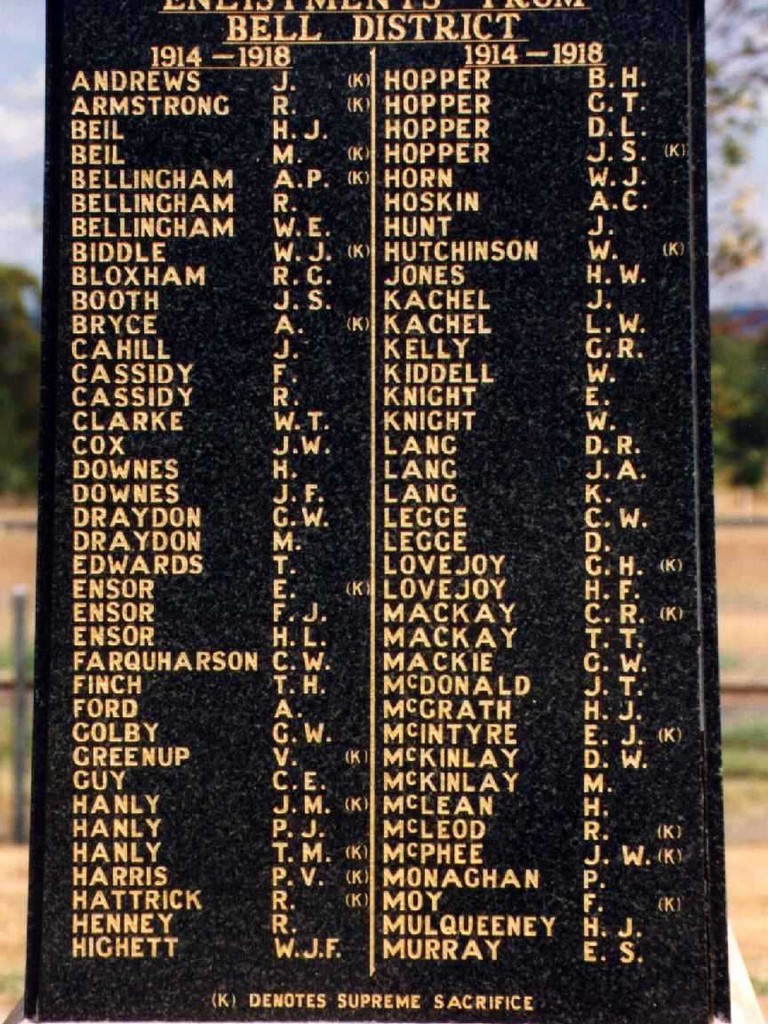 ENLISTMENTS FROM
BELL DISTRICT
1914 – 1918
ANDREWS J. (K)
ARMSTRONG R. (K)
BEIL H. J.
BEIL M. (K)
BELLINGHAM A.P. (K)
BELLINGHAM R.
BELLINGHAM W.E.
BIDDLE W.J. (K)
BLOXHAM R.G.
BOOTH J.S.
BRYCE A. (K)
CAHILL J.
CASSIDY F.
CASSIDY R.
CLARKE W.T.
COX J.W.
DOWNES H.
DOWNES J.F.
DRAYDON G.W.
DRAYDON M.
EDWARDS T.
ENSOR E. (K)
ENSOR F.J.
ENSOR H.L.
FARQUHARSON C.W.
FINCH T.H.
FORD A.
GOLBY G.W.
GREENUP V. (K)
GUY C.E.
HANLY J.M. (K)
HANLY P.J.
HANLY T.M. (K)
HARRIS P.V. (K)
HATTRICK R. (K)
HENNEY R.
HIGHETT W.J.F.
1914 – 1918
HOPPER B.H.
HOPPER G.T.
HOPPER D.L.
HOPPER J.S. (K)
HORN W.J.
HOSKIN A.C.
HUNT J.
HUTCHINSON W. (K)
JONES H.W.
KACHEL J.
KACHEL L.W.
KELLY G.R.
KIDDELL W.
KNIGHT E.
KNIGHT W.
LANG D.R.
LANG J.A.
LANG K.
LEGGE C.W.
LEGGE D.
LOVEJOY G.H. (K)
LOVEJOY H.F.
MACKAY C.R. (K)
MACKAY T.T.
MACKIE G.W.
McDONALD J.T.
McGRATH H.J.
McINTYRE E.J. (K)
McKINLAY D.W.
McKINLAY M.
McLEAN H.
McLEOD R. (K)
McPHEE J.W. (K)
MONAGHAN P.
MOY F. (K)
MULQUEENEY H.J.
MURRAY E.S.
(K) DENOTES SUPREME SACRIFICE